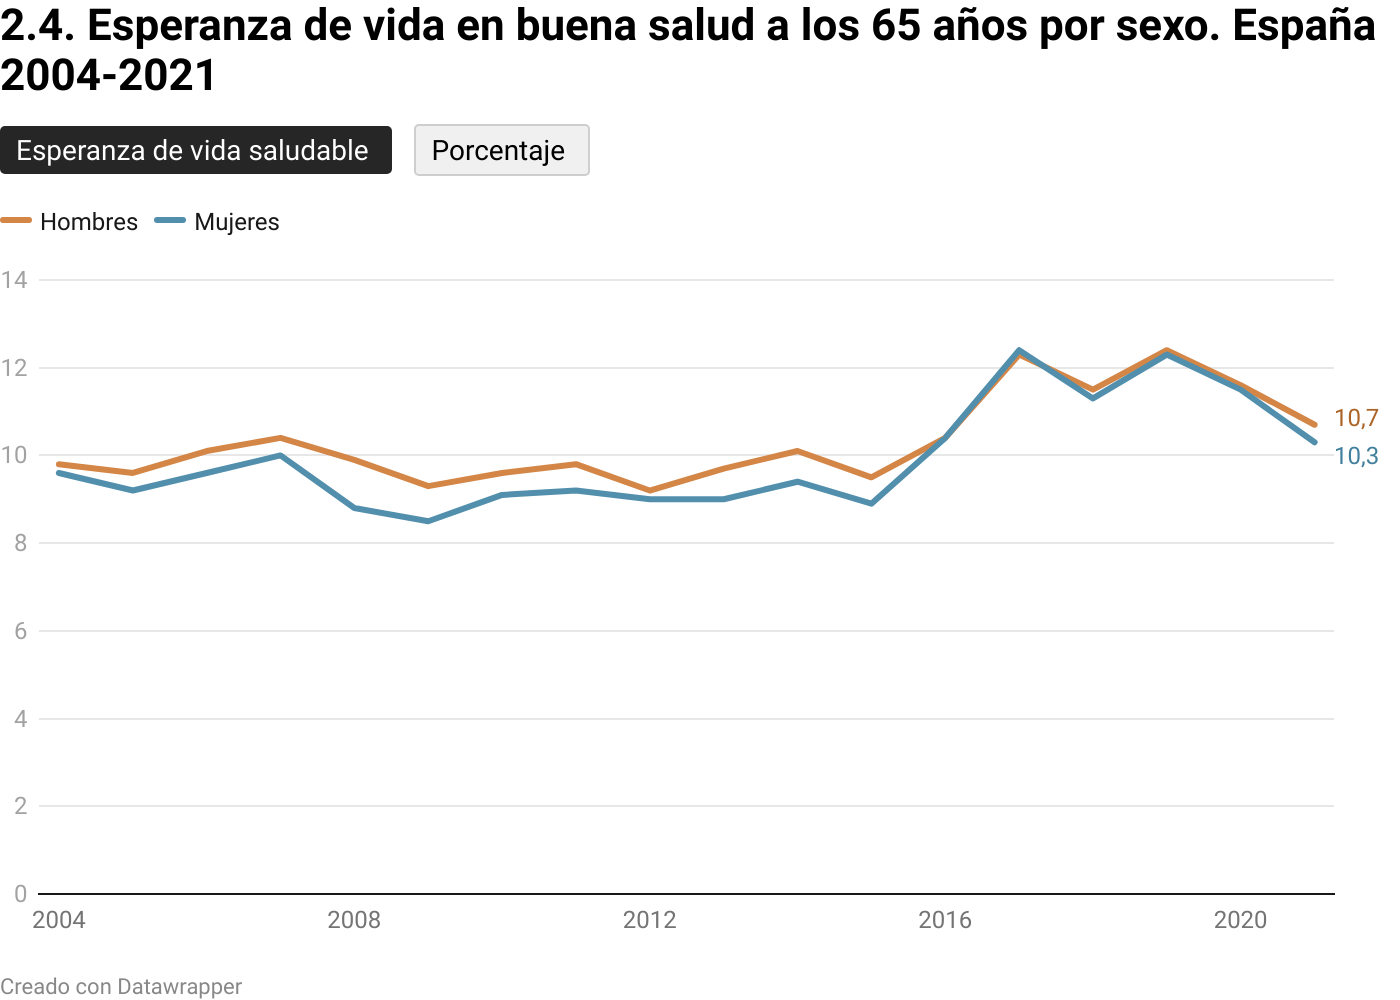 2.4. Esperanza de vida en buena salud a los 65 años por sexo. España
2004-2021
Esperanza de vida saludable
Porcentaje
Hombres
Mujeres
14
12
10
8
6
4
2
0
10,7
10,3
2004
2008
2012
2016
2020
Creado con Datawrapper